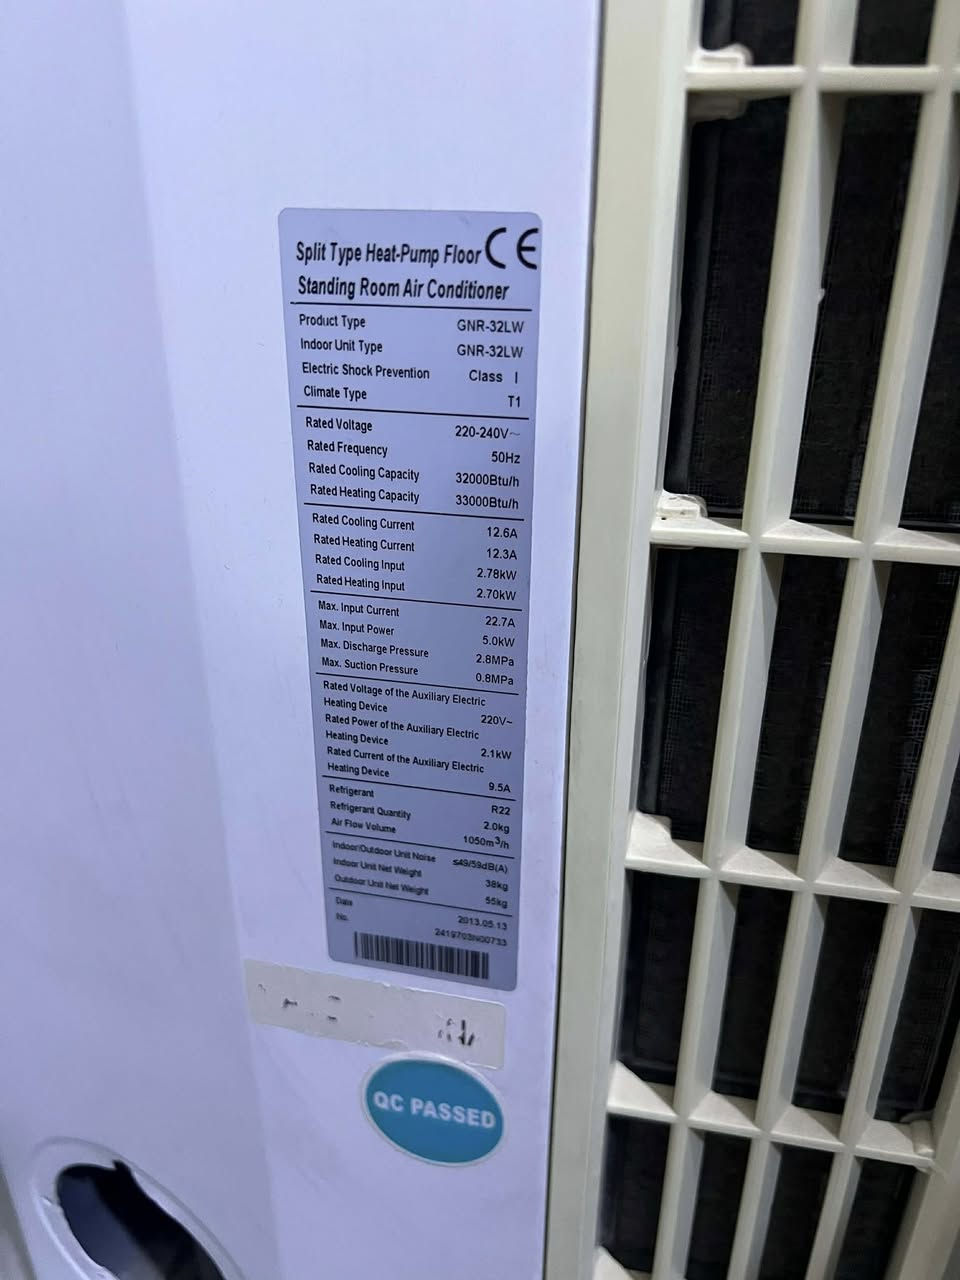 Split Type Heat-Pump Floor CE
Standing Room Air Conditioner
Product Type GNR-32LW
Indoor Unit Type GNR-32LW
Electric Shock Prevention Class I
Climate Type T1
Rated Voltage 220-240V~
Rated Frequency 50Hz
Rated Cooling Capacity 32000Btu/h
Rated Heating Capacity 33000Btu/h
Rated Cooling Current 12.6A
Rated Heating Current 12.3A
Rated Cooling Input 2.78kW
Rated Heating Input 2.70kW
Max. Input Current 22.7A
Max. Input Power 5.0kW
Max. Discharge Pressure 2.8MPa
Max. Suction Pressure 0.8MPa
Rated Voltage of the Auxiliary Electric
Heating Device 220V~
Rated Power of the Auxiliary Electric
Heating Device 2.1kW
Rated Current of the Auxiliary Electric
Heating Device 9.5A
Refrigerant R22
Refrigerant Quantity 2.0kg
Air Flow Volume 1050m³/h
Indoor/Outdoor Unit Noise ≤49/59dB(A)
Indoor Unit Net Weight 38kg
Outdoor Unit Net Weight 55kg
Date 2013.05.13
No.
QC PASSED